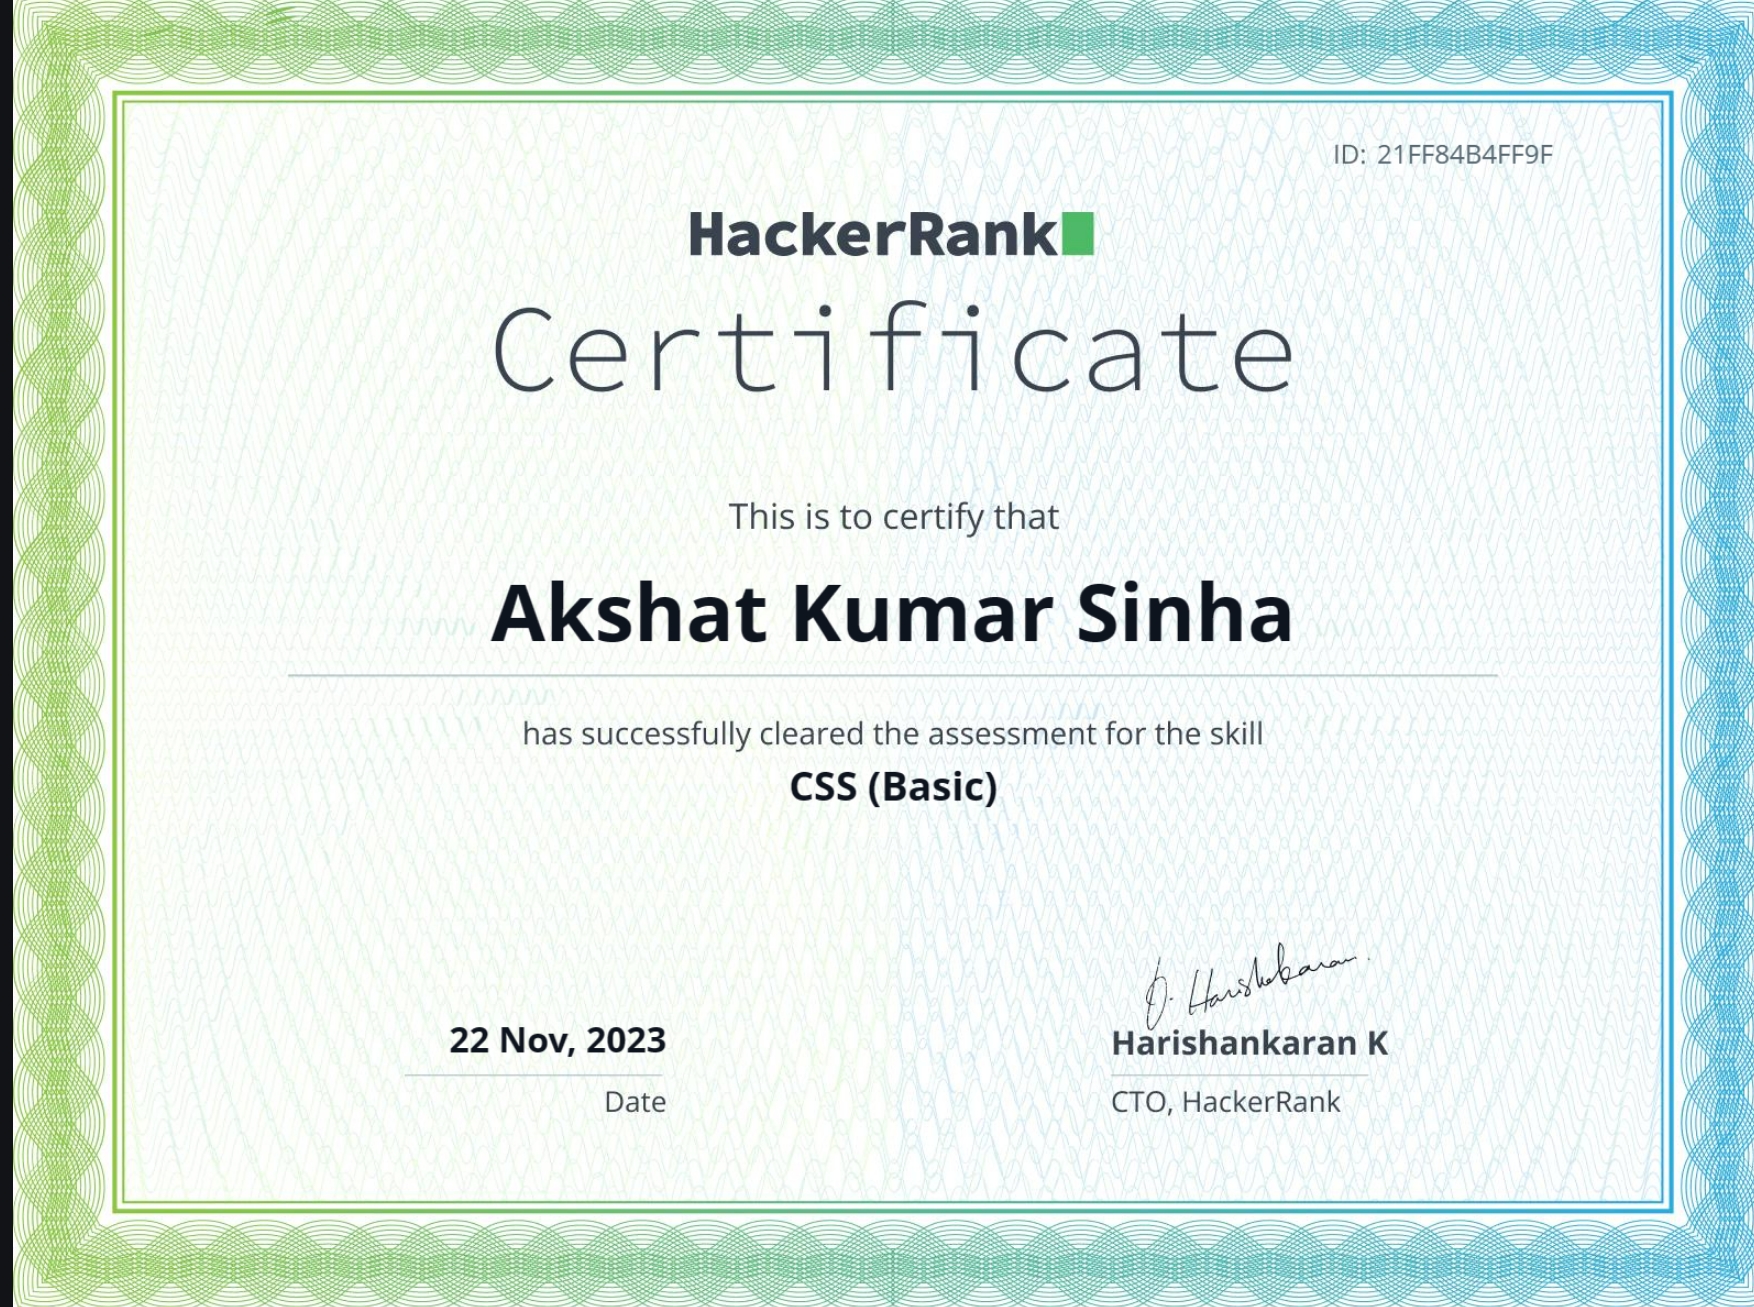 ID: 21FF84B4FF9F
HackerRank
Certificate
This is to certify that
Akshat Kumar Sinha
has successfully cleared the assessment for the skill
CSS (Basic)
22 Nov, 2023
Date
H. Harishankaran
Harishankaran K
CTO, HackerRank